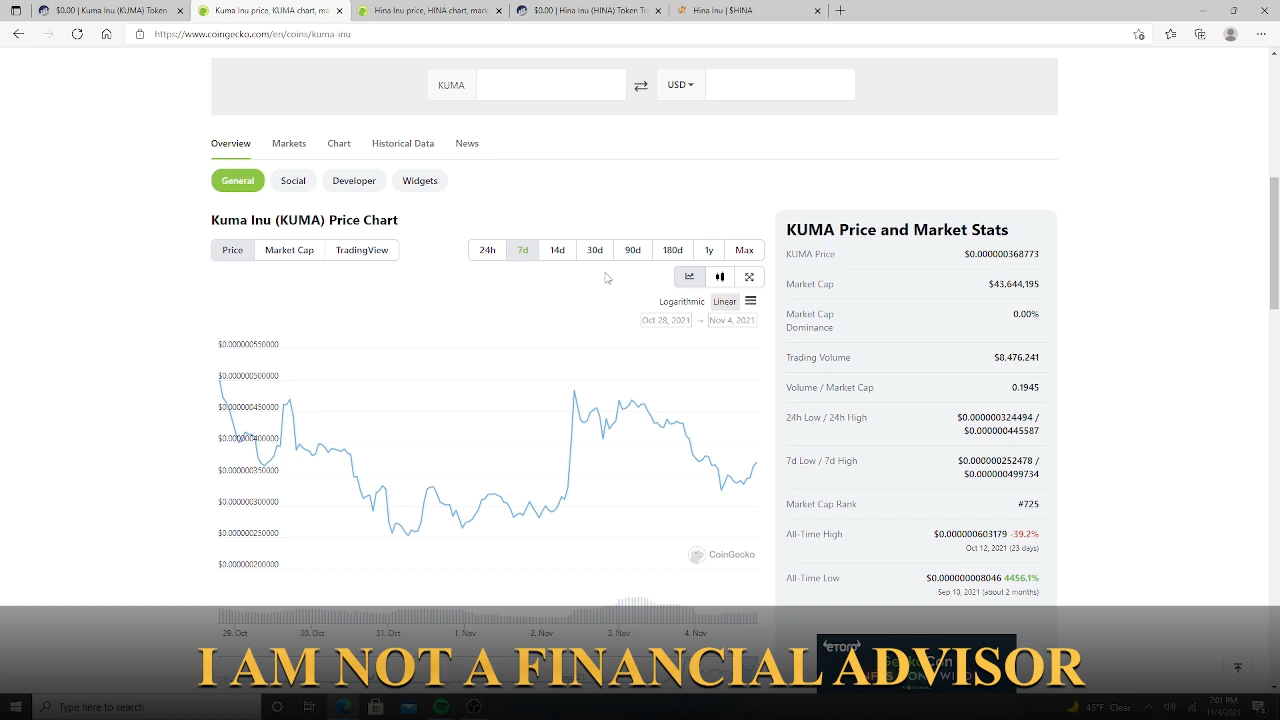 $0.00 | Kuma Inu (KUMA) Token
Kuma Inu price, KUMA chart, ma
Hina Inu price, HINA chart, market
$0.00 | Hina Inu (HINA) Token Tr
Hina Inu | $HINA
https://www.coingecko.com/en/coins/kuma-inu
KUMA
USD
Overview Markets Chart Historical Data News
General Social Developer Widgets
Kuma Inu (KUMA) Price Chart
Price Market Cap TradingView
24h 7d 14d 30d 90d 180d 1y Max
Logarithmic Linear
Oct 28, 2021 → Nov 4, 2021
$0.000000550000
$0.000000500000
$0.000000450000
$0.000000400000
$0.000000350000
$0.000000300000
$0.000000250000
$0.000000200000
CoinGecko
29. Oct 30. Oct 31. Oct 1. Nov 2. Nov 3. Nov 4. Nov
KUMA Price and Market Stats
KUMA Price $0.000000368773
Market Cap $43,644,195
Market Cap Dominance 0.00%
Trading Volume $8,476,241
Volume / Market Cap 0.1945
24h Low / 24h High $0.000000324494 /
$0.000000445587
7d Low / 7d High $0.000000252478 /
$0.000000499734
Market Cap Rank #725
All-Time High $0.000000603179 -39.2%
Oct 12, 2021 (23 days)
All-Time Low $0.000000008046 4456.1%
Sep 10, 2021 (about 2 months)
eToro
I AM NOT A FINANCIAL ADVISOR
Type here to search
45°F Clear
7:01 PM
11/4/2021